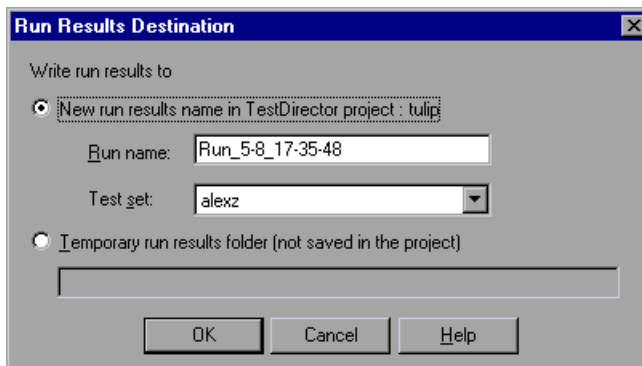 Run Results Destination
Write run results to
New run results name in TestDirector project : tulip
Run name: Run_5-8_17-35-48
Test set: alexz
Temporary run results folder (not saved in the project)
OK Cancel Help